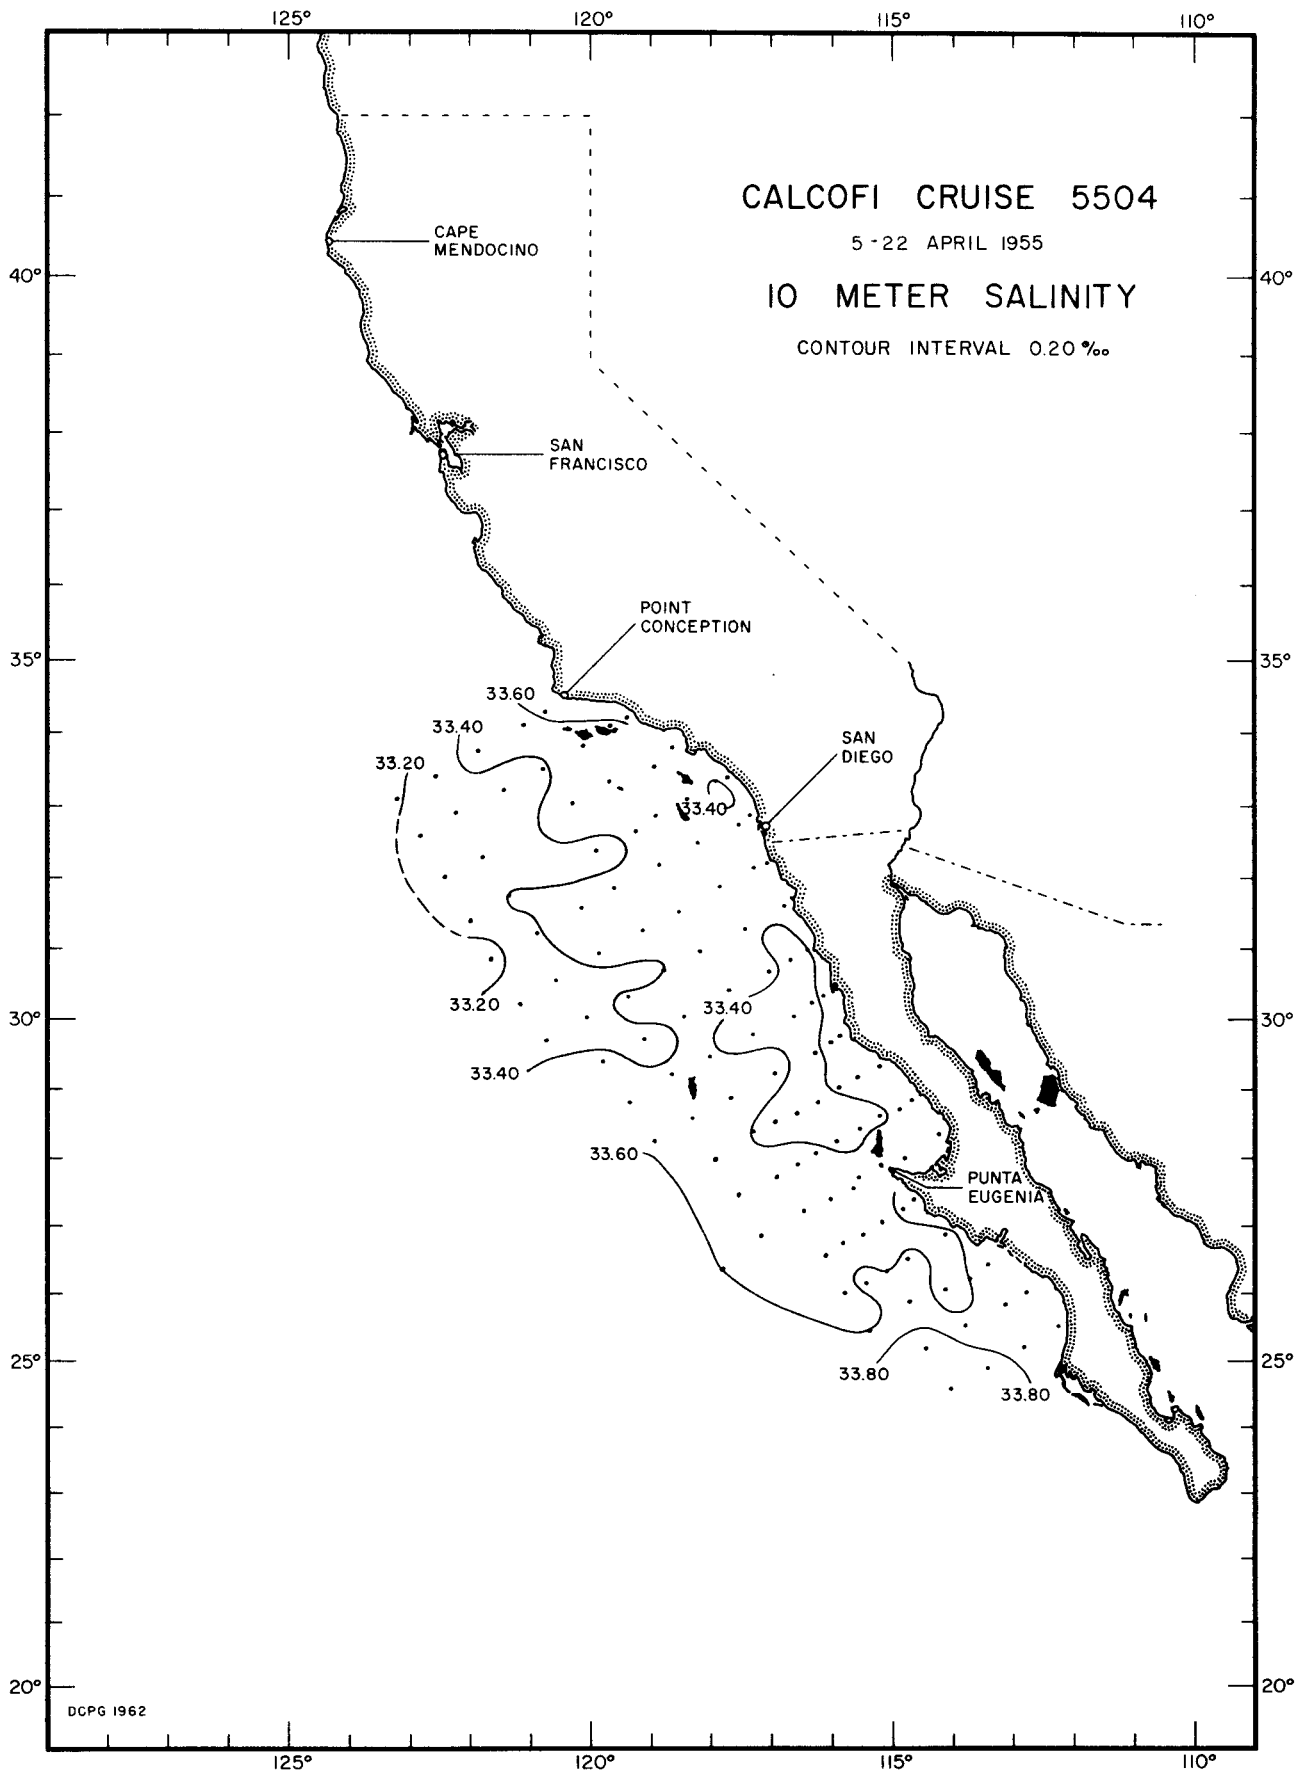 125°
120°
115°
110°
CALCOFI CRUISE 5504
5-22 APRIL 1955
10 METER SALINITY
CONTOUR INTERVAL 0.20 ‰
CAPE
MENDOCINO
40°
40°
SAN
FRANCISCO
POINT
CONCEPTION
35°
35°
33.60
33.40
33.20
SAN
DIEGO
33.40
33.20
33.40
30°
30°
33.40
33.60
PUNTA
EUGENIA
25°
25°
33.80
33.80
20°
20°
DCPG 1962
125°
120°
115°
110°